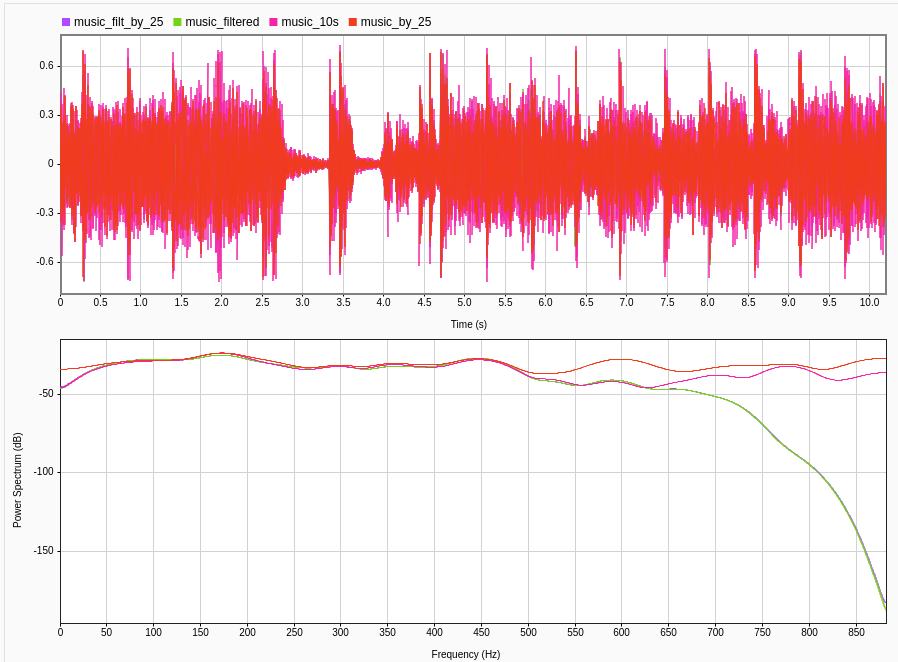 music_filt_by_25 music_filtered music_10s music_by_25
0.6
0.3
0
-0.3
-0.6
0 0.5 1.0 1.5 2.0 2.5 3.0 3.5 4.0 4.5 5.0 5.5 6.0 6.5 7.0 7.5 8.0 8.5 9.0 9.5 10.0
Time (s)
Power Spectrum (dB)
-50
-100
-150
0 50 100 150 200 250 300 350 400 450 500 550 600 650 700 750 800 850
Frequency (Hz)